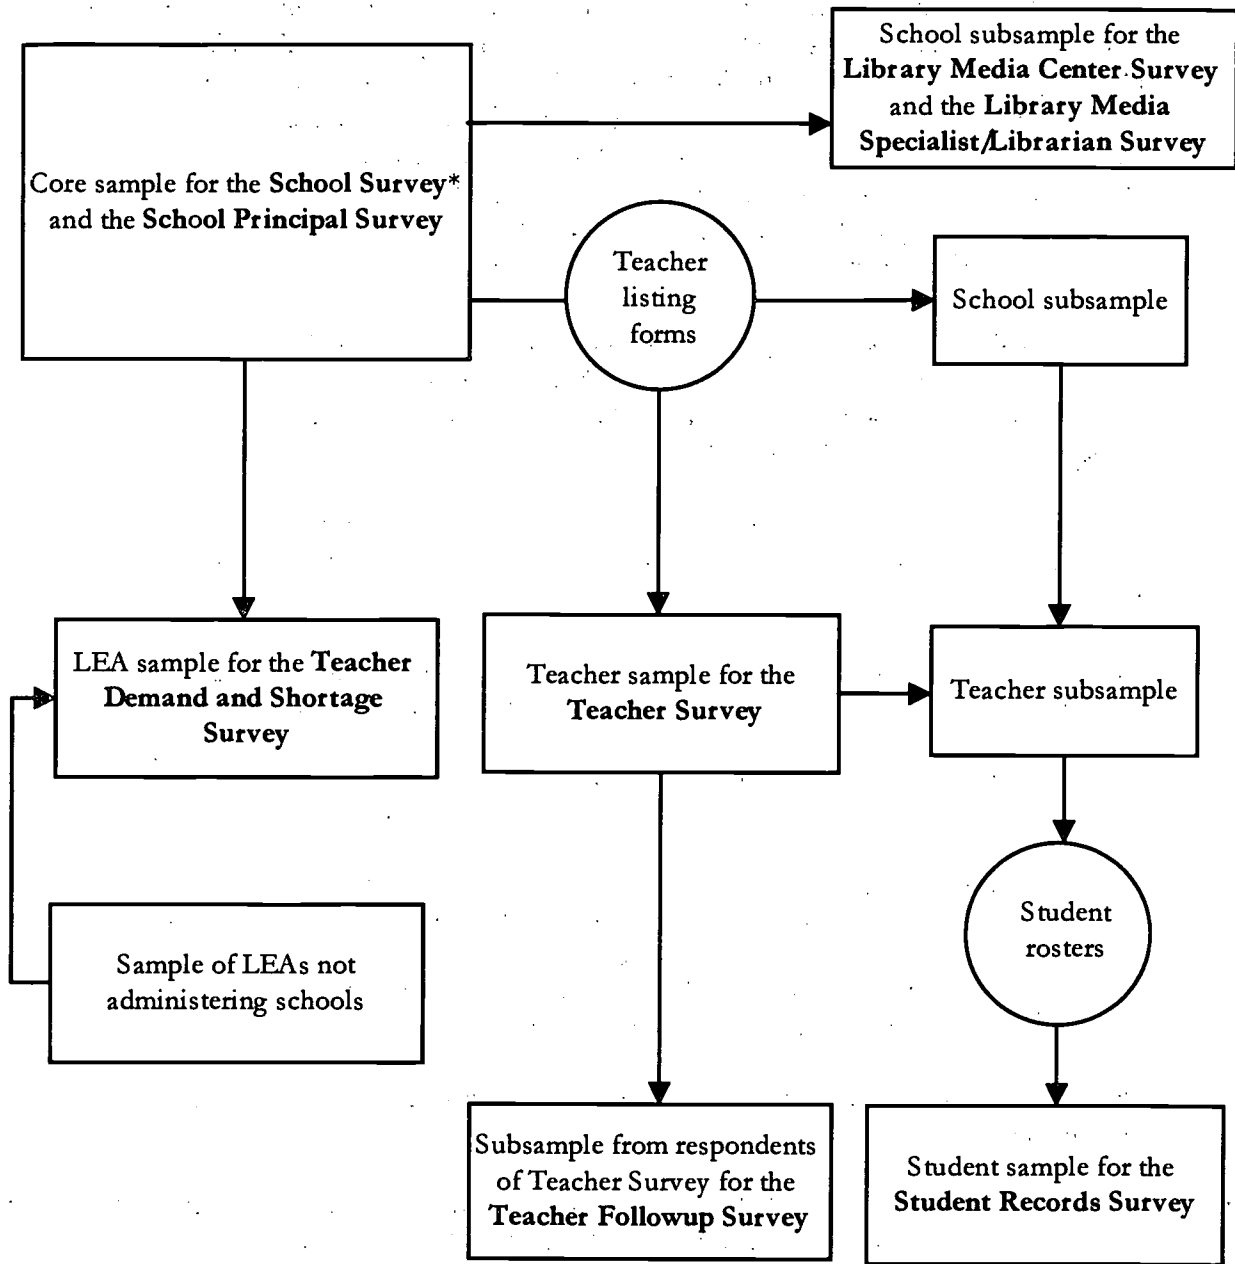 School subsample for the
Library Media Center Survey
and the Library Media
Specialist/Librarian Survey
Core sample for the School Survey*
and the School Principal Survey
Teacher
listing
forms
School subsample
LEA sample for the Teacher
Demand and Shortage
Survey
Teacher sample for the
Teacher Survey
Teacher subsample
Sample of LEAs not
administering schools
Student
rosters
Subsample from respondents
of Teacher Survey for the
Teacher Followup Survey
Student sample for the
Student Records Survey